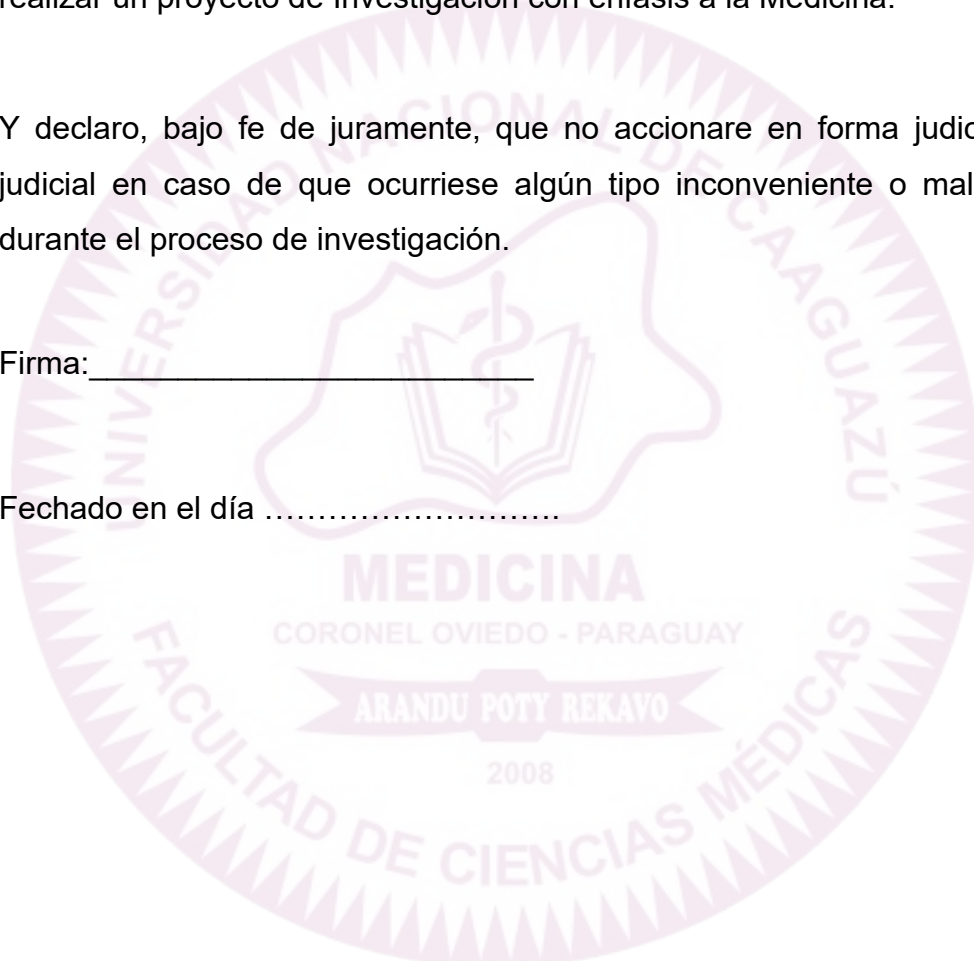 realizar un proyecto de Investigación con énfasis a la Medicina.
Y declaro, bajo fe de juramente, que no accionare en forma judic
judicial en caso de que ocurriese algún tipo inconveniente o mal
durante el proceso de investigación.
Firma:_________________________
Fechado en el día ……………………….
UNIVERSIDAD NACIONAL DE CAAGUAZÚ
MEDICINA
CORONEL OVIEDO - PARAGUAY
ARANDU POTY REKAVO
2008
FACULTAD DE CIENCIAS MÉDICAS